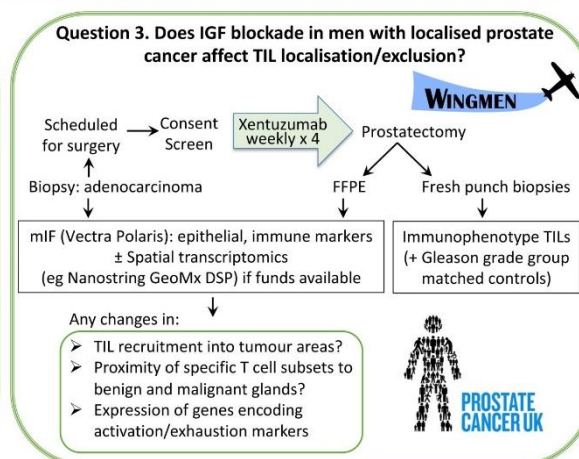 Question 3. Does IGF blockade in men with localised prostate
cancer affect TIL localisation/exclusion?
WINGMEN
Scheduled
for surgery
Consent
Screen
Xentuzumab
weekly x 4
Prostatectomy
Biopsy: adenocarcinoma
FFPE
Fresh punch biopsies
mIF (Vectra Polaris): epithelial, immune markers
± Spatial transcriptomics
(eg Nanostring GeoMx DSP) if funds available
Immunophenotype TILs
(+ Gleason grade group
matched controls)
Any changes in:
➢ TIL recruitment into tumour areas?
➢ Proximity of specific T cell subsets to
benign and malignant glands?
➢ Expression of genes encoding
activation/exhaustion markers
PROSTATE
CANCER UK